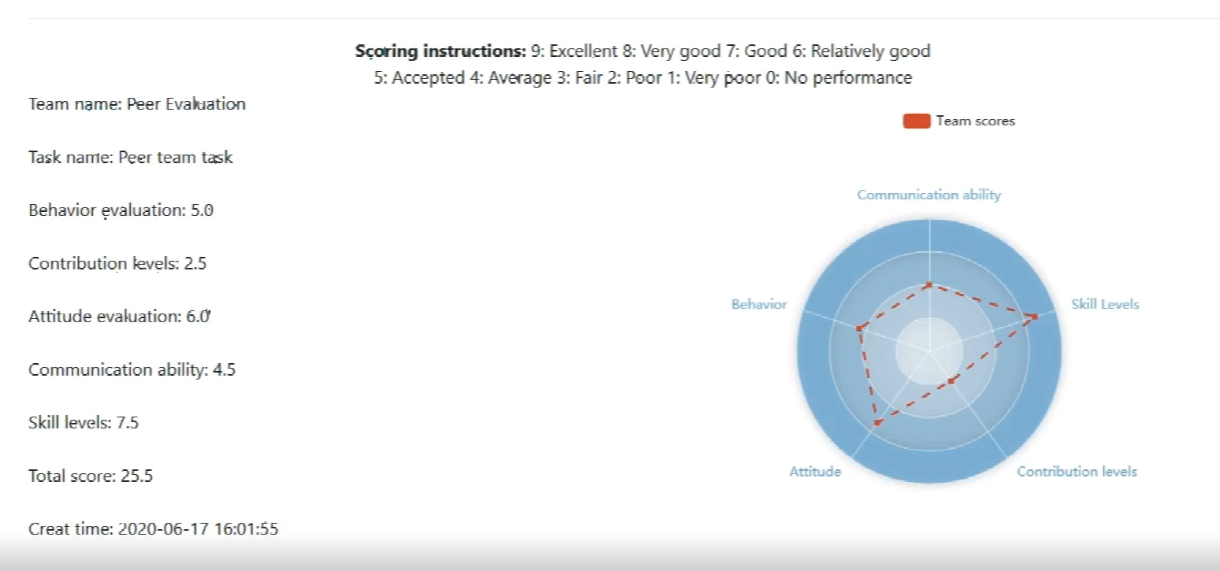 Scoring instructions: 9: Excellent 8: Very good 7: Good 6: Relatively good
5: Accepted 4: Average 3: Fair 2: Poor 1: Very poor 0: No performance
Team name: Peer Evaluation
Task name: Peer team task
Behavior evaluation: 5.0
Contribution levels: 2.5
Attitude evaluation: 6.0
Communication ability: 4.5
Skill levels: 7.5
Total score: 25.5
Creat time: 2020-06-17 16:01:55
Team scores
Communication ability
Behavior
Skill Levels
Attitude
Contribution levels